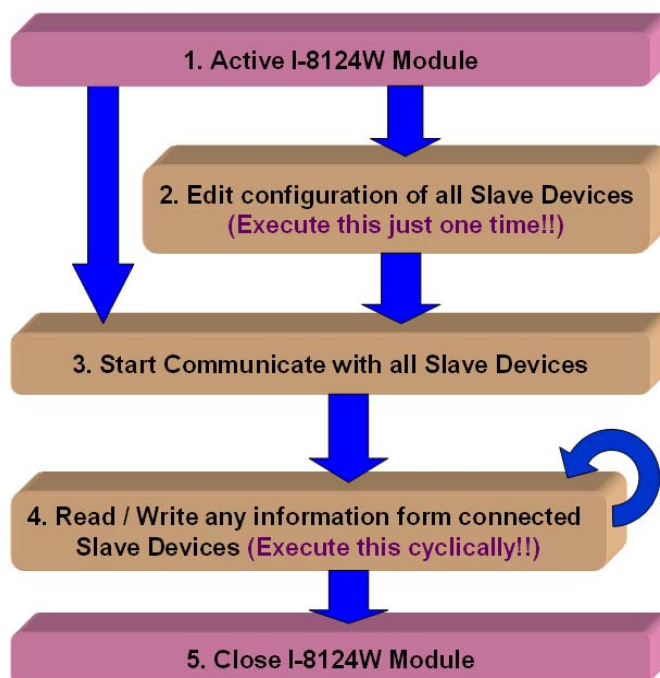 1. Active I-8124W Module
2. Edit configuration of all Slave Devices
(Execute this just one time!!)
3. Start Communicate with all Slave Devices
4. Read / Write any information form connected
Slave Devices (Execute this cyclically!!)
5. Close I-8124W Module